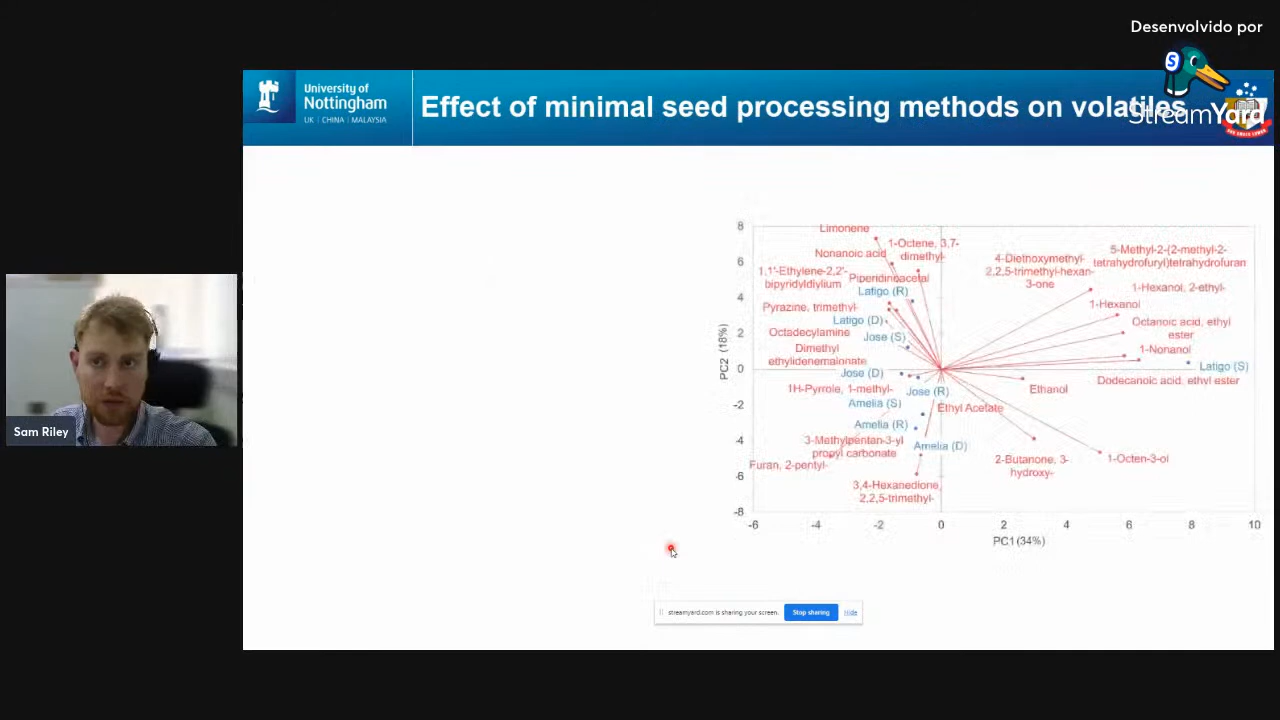 Desenvolvido por
S
StreamYard
University of
Nottingham
UK | CHINA | MALAYSIA
Effect of minimal seed processing methods on volatiles
Sam Riley
8
6
4
2
0
-2
-4
-6
-8
PC2 (18%)
Limonene
1-Octene, 3,7-
dimethyl-
Nonanoic acid
1,1'-Ethylene-2,2'-
bipyridyldiylium
Piperidinoacetal
Latigo (R)
Pyrazine, trimethyl-
Latigo (D)
Octadecylamine
Jose (S)
Dimethyl
ethylidenemalonate
Jose (D)
1H-Pyrrole, 1-methyl-
Jose (R)
Amelia (S)
Ethyl Acetate
Amelia (R)
3-Methylpentan-3-yl
propyl carbonate
Amelia (D)
Furan, 2-pentyl-
3,4-Hexanedione,
2,2,5-trimethyl-
4-Diethoxymethyl-
2,2,5-trimethyl-hexan-
3-one
5-Methyl-2-(2-methyl-2-
tetrahydrofuryl)tetrahydrofuran
1-Hexanol, 2-ethyl-
1-Hexanol
Octanoic acid, ethyl
ester
1-Nonanol
Latigo (S)
Dodecanoic acid, ethyl ester
Ethanol
2-Butanone, 3-
hydroxy-
1-Octen-3-ol
-6 -4 -2 0 2 4 6 8 10
PC1 (34%)
streamyard.com is sharing your screen.
Stop sharing
Hide